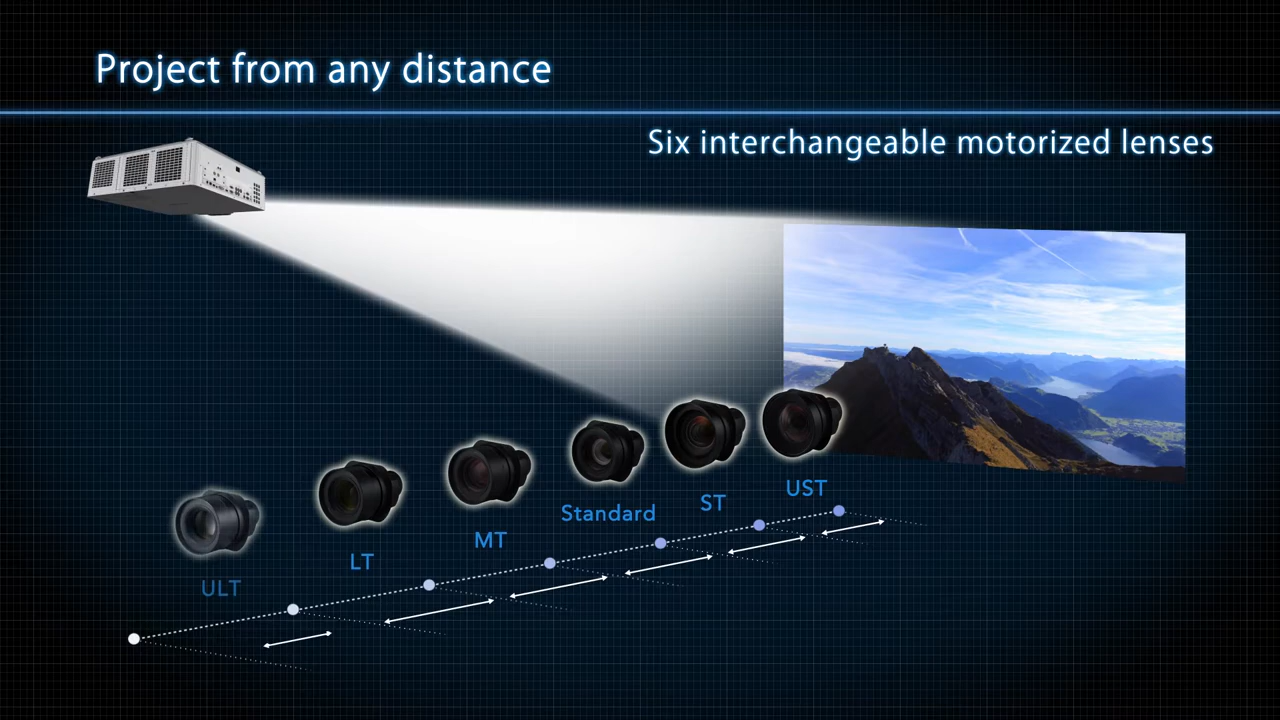 Project from any distance
Six interchangeable motorized lenses
ULT
LT
MT
Standard
ST
UST